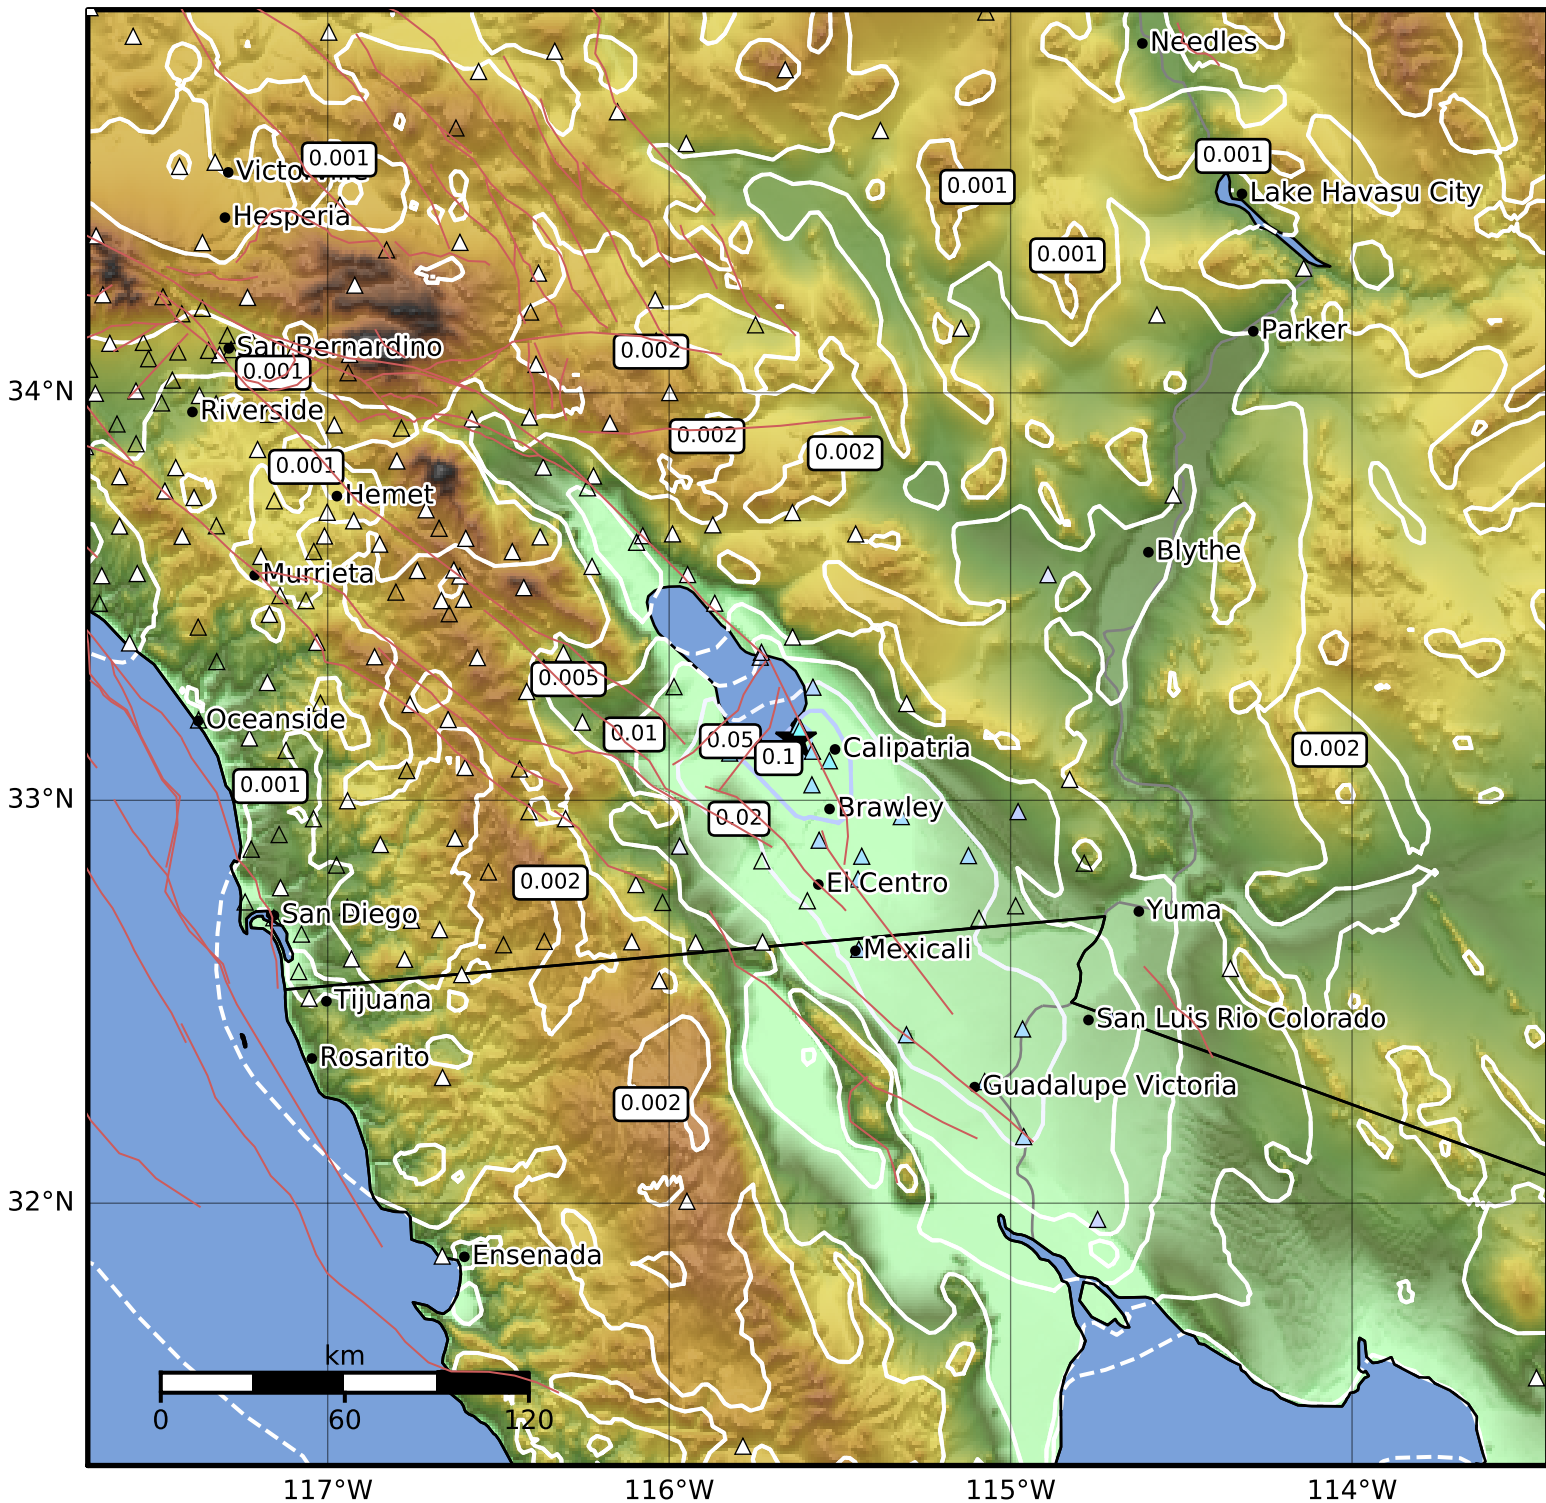 Needles
0.001
0.001
Victorville
0.001
Lake Havasu City
Hesperia
0.001
Parker
San Bernardino
0.002
0.001
34°N
Riverside
0.002
0.002
0.001
Hemet
Blythe
Murrieta
0.005
Oceanside
0.01
0.05
Calipatria
0.002
0.1
0.001
33°N
Brawley
0.02
0.002
El Centro
San Diego
Yuma
Mexicali
Tijuana
San Luis Rio Colorado
Rosarito
Guadalupe Victoria
0.002
32°N
Ensenada
km
0 60 120
117°W 116°W 115°W 114°W